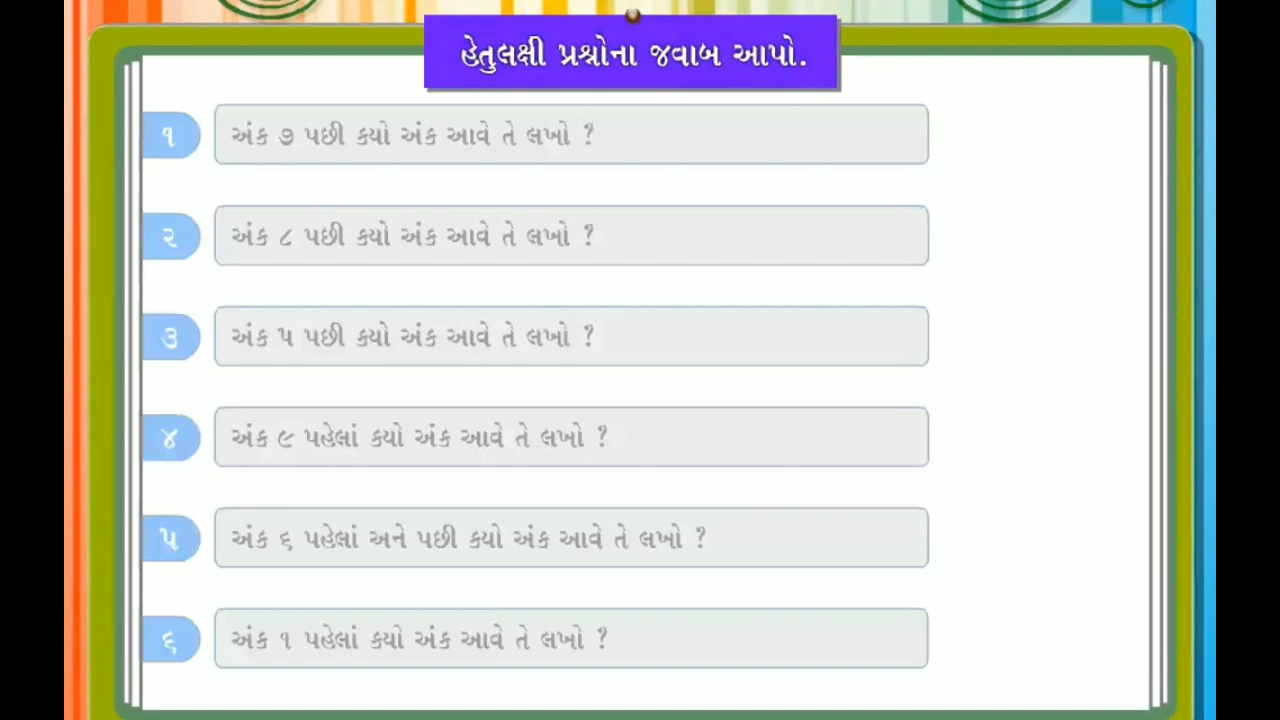 હેતુલક્ષી પ્રશ્નોના જવાબ આપો.
૧ અંક ૭ પછી કયો અંક આવે તે લખો ?
૨ અંક ૮ પછી કયો અંક આવે તે લખો ?
૩ અંક ૫ પછી કયો અંક આવે તે લખો ?
૪ અંક ૯ પહેલાં કયો અંક આવે તે લખો ?
૫ અંક ૬ પહેલાં અને પછી કયો અંક આવે તે લખો ?
૬ અંક ૧ પહેલાં કયો અંક આવે તે લખો ?